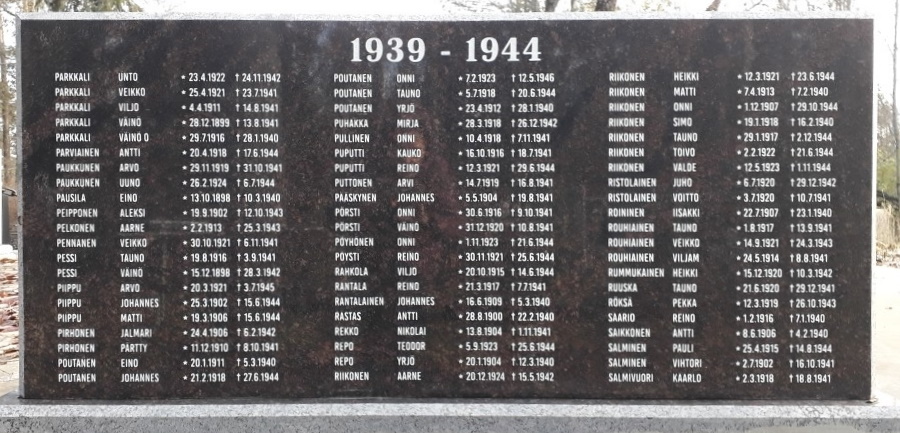 1939 - 1944
PARKKALI UNTO * 23.4.1922 † 24.11.1942
PARKKALI VEIKKO * 25.4.1921 † 23.7.1941
PARKKALI VILJO * 4.4.1911 † 14.8.1941
PARKKALI VÄINÖ * 28.12.1899 † 13.8.1941
PARKKALI VÄINÖ O * 29.7.1916 † 28.1.1940
PARVIAINEN ANTTI * 20.4.1918 † 17.6.1944
PAUKKUNEN ARVO * 29.11.1919 † 31.10.1941
PAUKKUNEN UUNO * 26.2.1924 † 6.7.1944
PAUSILA EINO * 13.10.1898 † 10.3.1940
PEIPPONEN ALEKSI * 19.9.1902 † 12.10.1943
PELKONEN AARNE * 2.2.1913 † 25.3.1943
PENNANEN VEIKKO * 30.10.1921 † 6.11.1941
PESSI TAUNO * 19.8.1916 † 3.9.1941
PESSI VÄINÖ * 15.12.1898 † 28.3.1942
PIIPPU ARVO * 20.3.1921 † 3.7.1945
PIIPPU JOHANNES * 25.3.1902 † 15.6.1944
PIIPPU MATTI * 19.3.1906 † 15.6.1944
PIRHONEN JALMARI * 24.4.1906 † 6.2.1942
PIRHONEN PÄRTTY * 11.12.1910 † 8.10.1941
POUTANEN EINO * 20.1.1911 † 5.3.1940
POUTANEN JOHANNES * 21.2.1918 † 27.6.1944
POUTANEN ONNI * 7.2.1923 † 12.5.1946
POUTANEN TAUNO * 5.7.1918 † 20.6.1944
POUTANEN YRJÖ * 23.4.1912 † 28.1.1940
PUHAKKA MIRJA * 28.3.1918 † 26.12.1942
PULLINEN ONNI * 10.4.1918 † 7.11.1941
PUPUTTI KAUKO * 16.10.1916 † 18.7.1941
PUPUTTI REINO * 12.3.1921 † 29.6.1944
PUTTONEN ARVI * 14.7.1919 † 16.8.1941
PÄÄSKYNEN JOHANNES * 5.5.1904 † 19.8.1941
PÖRSTI ONNI * 30.6.1916 † 9.10.1941
PÖRSTI VÄINÖ * 31.12.1920 † 10.8.1941
PÖYHÖNEN ONNI * 1.11.1923 † 21.6.1944
PÖYSTI REINO * 30.11.1921 † 25.6.1944
RAHKOLA VILJO * 20.10.1915 † 14.6.1944
RANTALA REINO * 21.3.1917 † 7.7.1941
RANTALAINEN JOHANNES * 16.6.1909 † 5.3.1940
RASTAS ANTTI * 28.8.1900 † 22.2.1940
REKKO NIKOLAI * 13.8.1904 † 1.11.1941
REPO TEODOR * 5.9.1923 † 25.6.1944
REPO YRJÖ * 20.1.1904 † 12.3.1940
RIIKONEN AARNE * 20.12.1924 † 15.5.1942
RIIKONEN HEIKKI * 12.3.1921 † 23.6.1944
RIIKONEN MATTI * 7.4.1913 † 7.2.1940
RIIKONEN ONNI * 1.12.1907 † 29.10.1944
RIIKONEN SIMO * 19.1.1918 † 16.2.1940
RIIKONEN TAUNO * 29.1.1917 † 2.12.1944
RIIKONEN TOIVO * 2.2.1922 † 21.6.1944
RIIKONEN VALDE * 12.5.1923 † 1.11.1944
RISTOLAINEN JUHO * 6.7.1920 † 29.12.1942
RISTOLAINEN VOITTO * 3.7.1920 † 10.7.1941
ROININEN IISAKKI * 22.7.1907 † 23.1.1940
ROUHIAINEN TAUNO * 1.8.1917 † 13.9.1941
ROUHIAINEN VEIKKO * 14.9.1921 † 24.3.1943
ROUHIAINEN VILJAM * 24.5.1914 † 8.8.1941
RUMMUKAINEN HEIKKI * 15.12.1920 † 10.3.1942
RUUSKA TAUNO * 21.6.1920 † 29.12.1941
RÖKSÄ PEKKA * 12.3.1919 † 26.10.1943
SAARIO REINO * 1.2.1916 † 7.1.1940
SAIKKONEN ANTTI * 8.6.1906 † 4.2.1940
SALMINEN PAULI * 25.4.1915 † 14.8.1944
SALMINEN VIHTORI * 2.7.1902 † 16.10.1941
SALMIVUORI KAARLO * 2.3.1918 † 18.8.1941